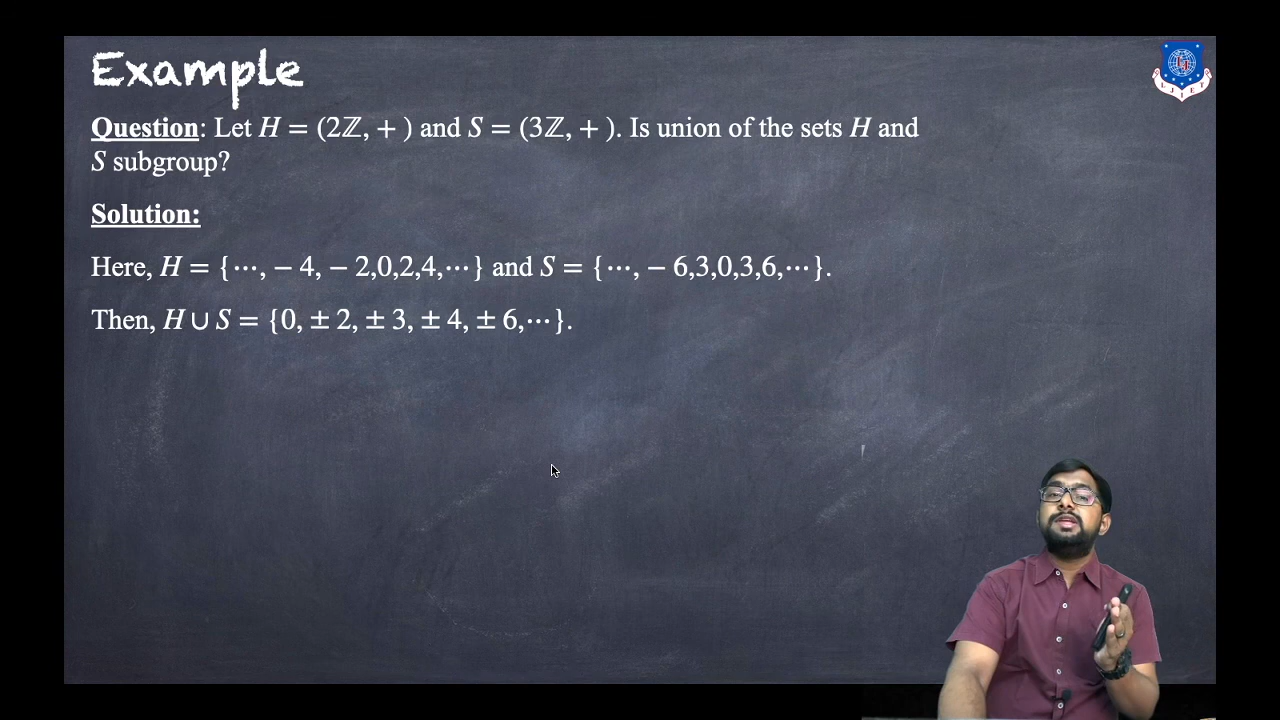 Example
Question: Let H = (2ℤ, + ) and S = (3ℤ, + ). Is union of the sets H and
S subgroup?
Solution:
Here, H = { ⋯, − 4, − 2,0,2,4,⋯ } and S = { ⋯, − 6,3,0,3,6,⋯ }.
Then, H ∪ S = {0, ± 2, ± 3, ± 4, ± 6,⋯ }.
L J I E T